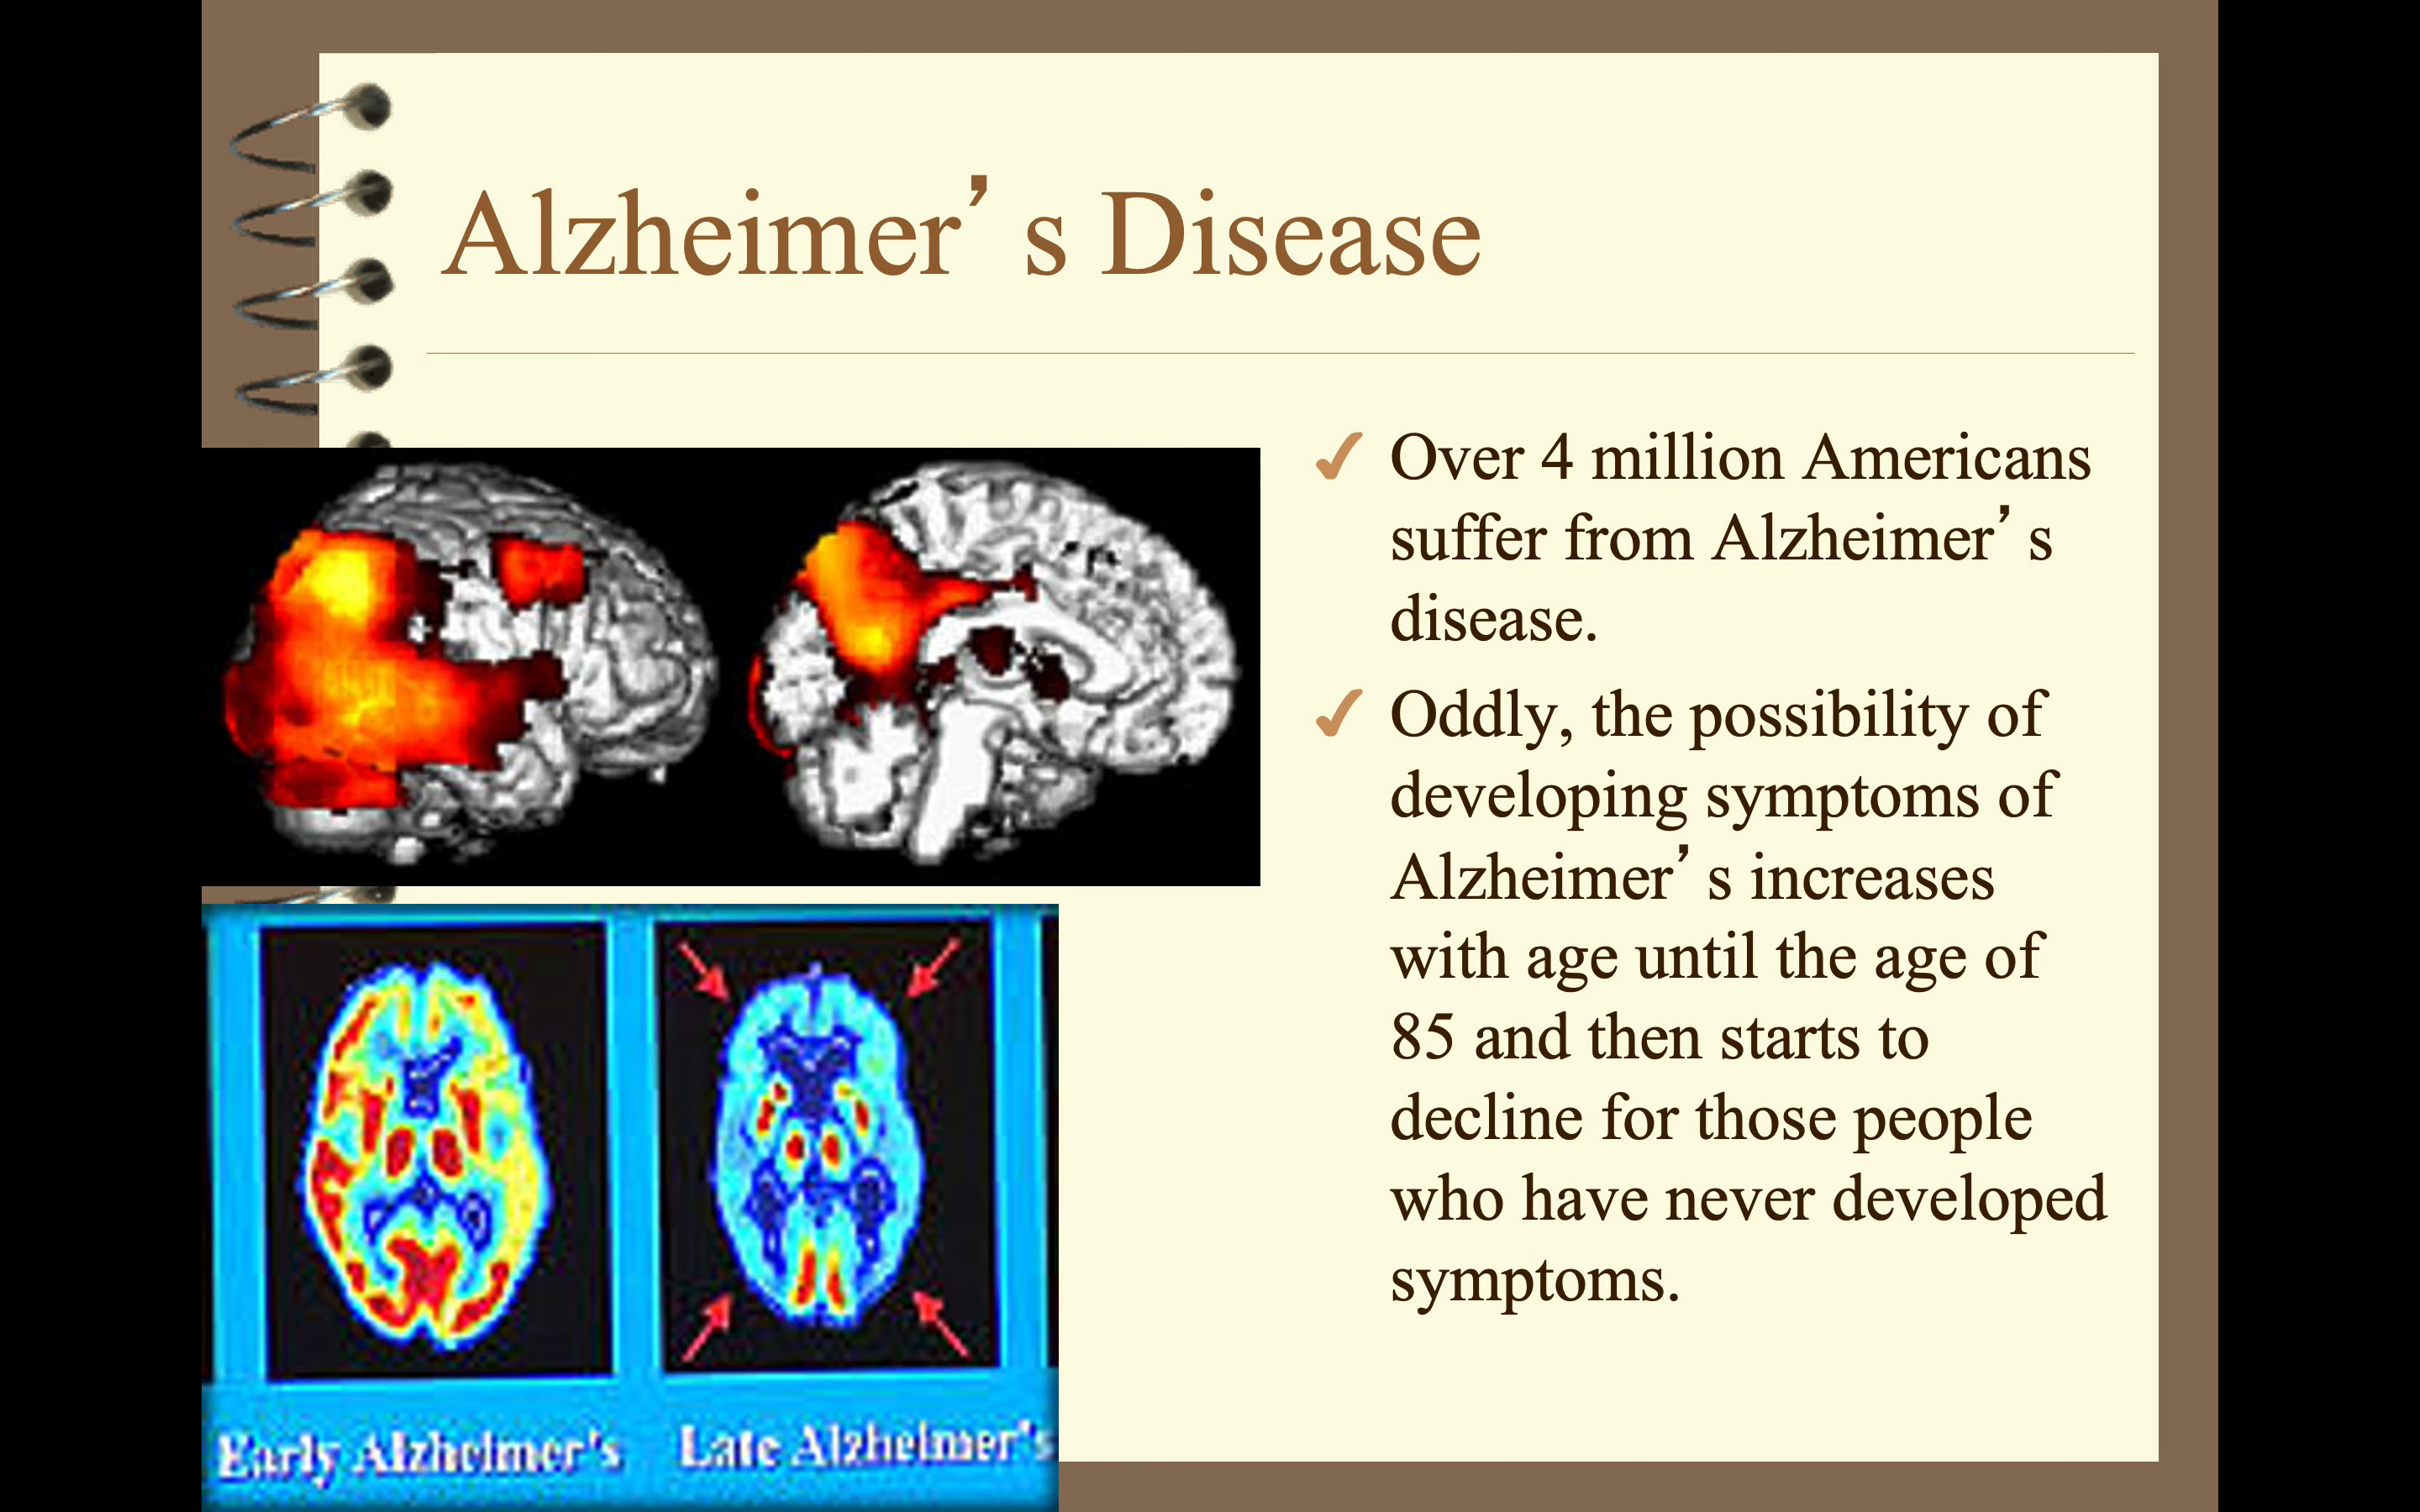 Alzheimer’s Disease
Over 4 million Americans
suffer from Alzheimer’s
disease.
Oddly, the possibility of
developing symptoms of
Alzheimer’s increases
with age until the age of
85 and then starts to
decline for those people
who have never developed
symptoms.
Early Alzheimer's
Late Alzheimer's